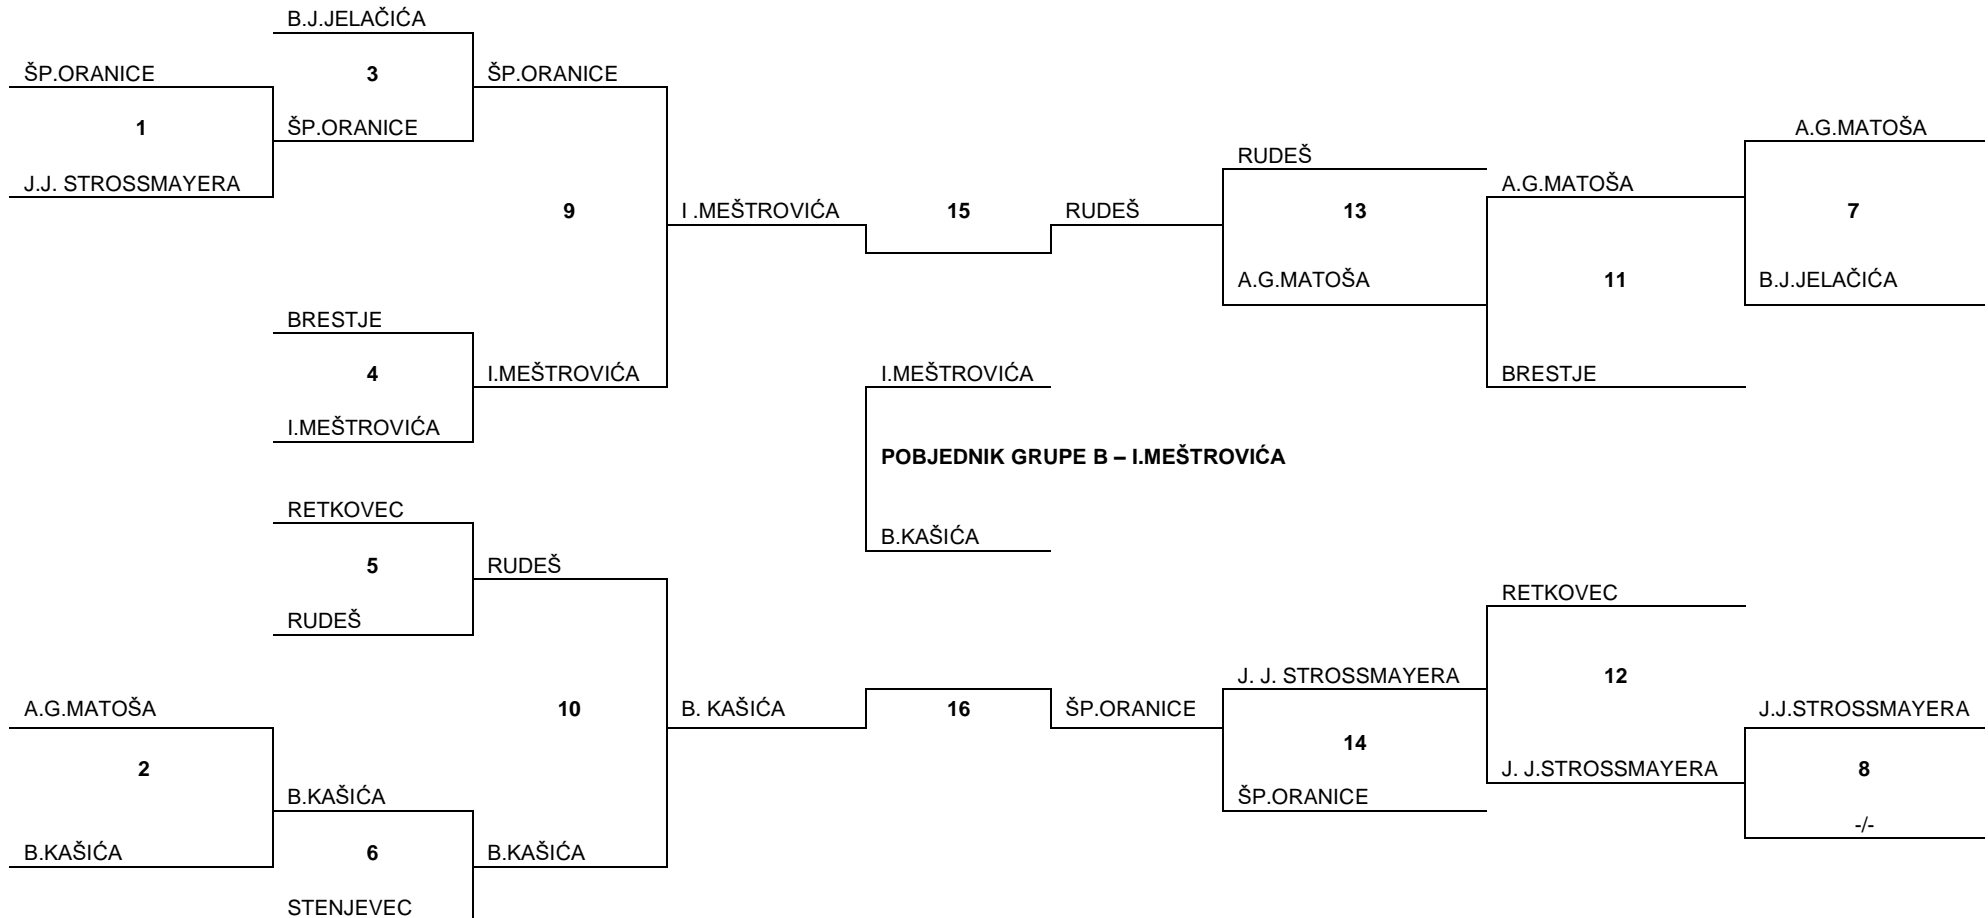 B.J.JELAČIĆA
ŠP.ORANICE
3
ŠP.ORANICE
1
ŠP.ORANICE
A.G.MATOŠA
RUDEŠ
J.J. STROSSMAYERA
A.G.MATOŠA
9
I .MEŠTROVIĆA
15
RUDEŠ
13
7
A.G.MATOŠA
11
B.J.JELAČIĆA
BRESTJE
4
I.MEŠTROVIĆA
I.MEŠTROVIĆA
BRESTJE
I.MEŠTROVIĆA
POBJEDNIK GRUPE B – I.MEŠTROVIĆA
RETKOVEC
B.KAŠIĆA
5
RUDEŠ
RETKOVEC
RUDEŠ
J. J. STROSSMAYERA
12
A.G.MATOŠA
10
B. KAŠIĆA
16
ŠP.ORANICE
J.J.STROSSMAYERA
14
2
J. J.STROSSMAYERA
8
B.KAŠIĆA
ŠP.ORANICE
-/-
B.KAŠIĆA
6
B.KAŠIĆA
STENJEVEC